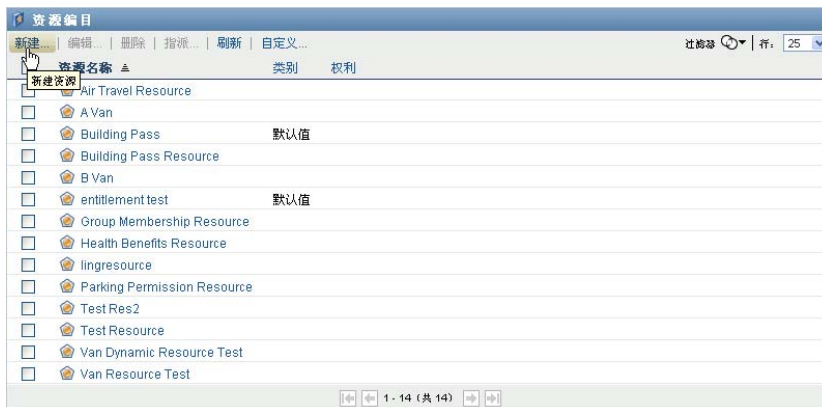 资源编目
新建... | 编辑... | 删除 | 指派... | 刷新 | 自定义... 过滤器 | 行: 25
资源名称 类别 权利
新建资源
Air Travel Resource
A Van
Building Pass 默认值
Building Pass Resource
B Van
entitlement test 默认值
Group Membership Resource
Health Benefits Resource
lingresource
Parking Permission Resource
Test Res2
Test Resource
Van Dynamic Resource Test
Van Resource Test
1 - 14 (共 14)